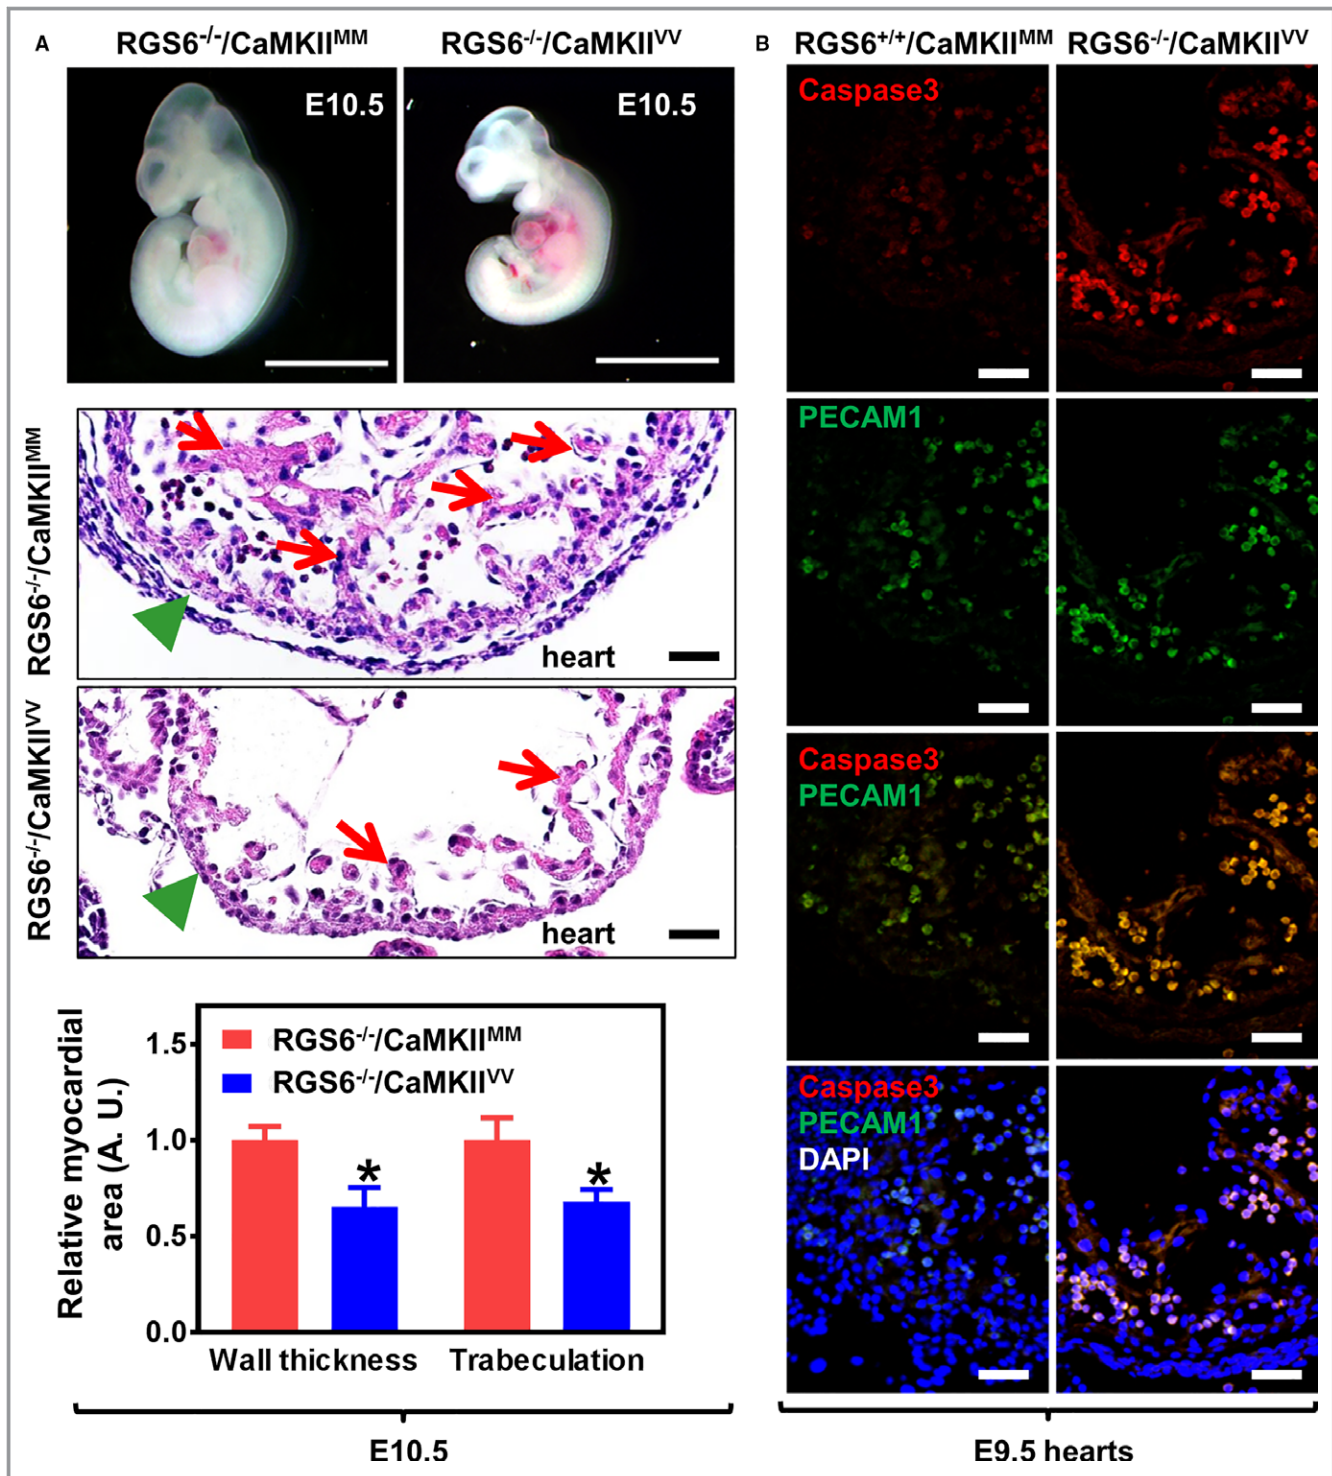 A
RGS6-/-/CaMKIIMM
RGS6-/-/CaMKIIVV
E10.5
E10.5
RGS6-/-/CaMKIIMM
heart
RGS6-/-/CaMKIIVV
heart
Relative myocardial
area (A. U.)
1.5
1.0
0.5
0.0
RGS6-/-/CaMKIIMM
RGS6-/-/CaMKIIVV
*
*
Wall thickness
Trabeculation
E10.5
B
RGS6+/+/CaMKIIMM
RGS6-/-/CaMKIIVV
Caspase3
PECAM1
Caspase3
PECAM1
Caspase3
PECAM1
DAPI
E9.5 hearts